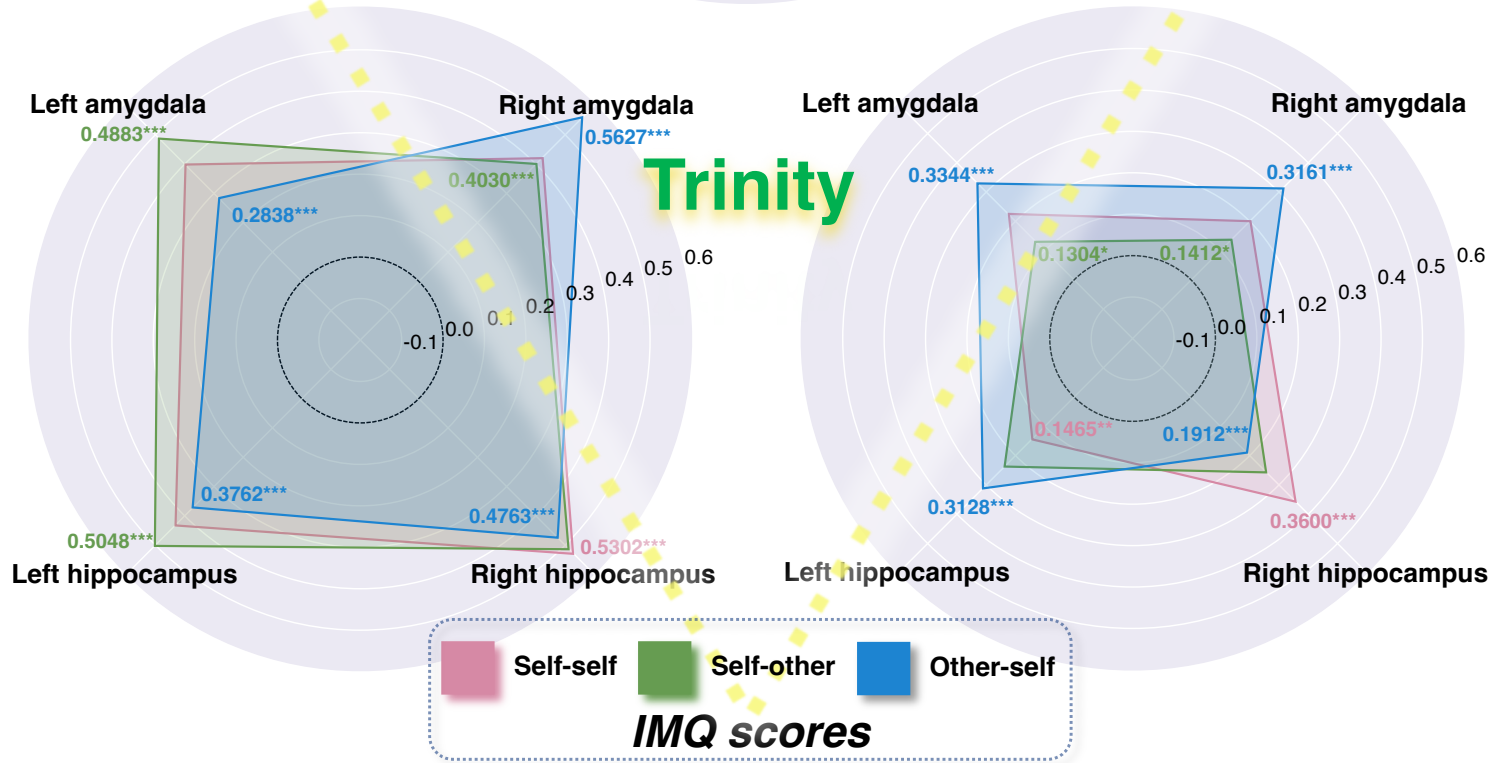 Left amygdala
0.4883***
Right amygdala
0.5627***
0.4030***
0.2838***
-0.1
0.0
0.1
0.2
0.3
0.4
0.5
0.6
0.3762***
0.4763***
0.5048***
0.5302***
Left hippocampus
Right hippocampus
Trinity
Left amygdala
Right amygdala
0.3344***
0.3161***
0.1304*
0.1412*
-0.1
0.0
0.1
0.2
0.3
0.4
0.5
0.6
0.1465**
0.1912***
0.3128***
0.3600***
Left hippocampus
Right hippocampus
Self-self
Self-other
Other-self
IMQ scores